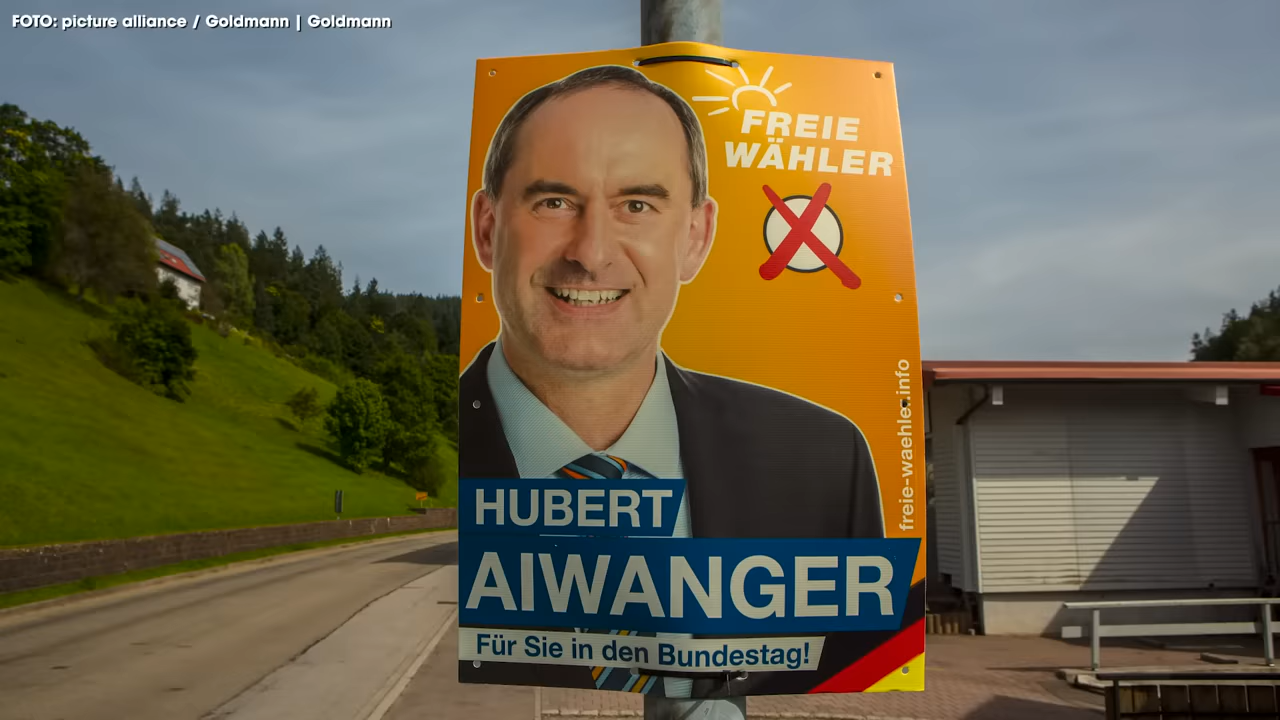 FOTO: picture alliance / Goldmann | Goldmann
FREIE
WÄHLER
freie-waehler.info
HUBERT
AIWANGER
Für Sie in den Bundestag!